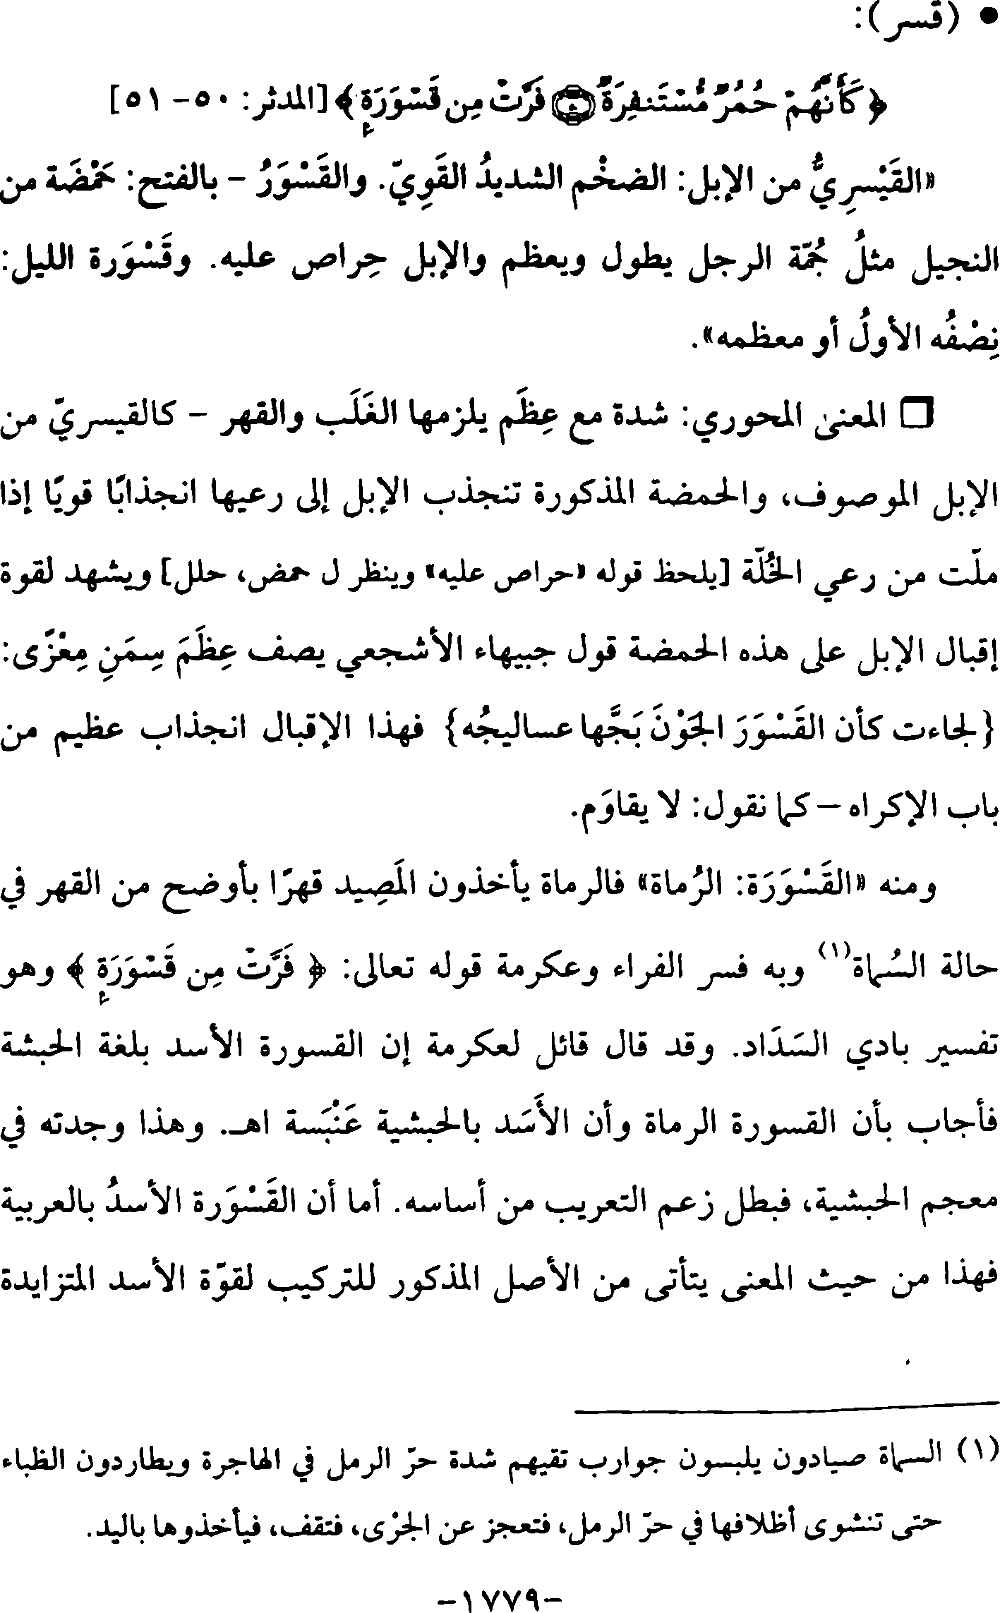 • (قسر):
﴿كَأَنَّهُمْ حُمُرٌ مُّسْتَنفِرَةٌ ۝٥٠ فَرَّتْ مِن قَسْوَرَةٍ﴾ [المدثر: ٥٠- ٥١]
«القَيْسرِيُّ من الإبل: الضخْم الشديدُ القَوِيّ. والقَسْوَرُ – بالفتح: حَمْضَة من
النجيل مثلُ جُمّة الرجل يطول ويعظم والإبل حِراص عليه. وقَسْوَرة الليل:
نِصْفُه الأولُ أو معظمه».
❒ المعنى المحوري: شدة مع عِظَم يلزمها الغَلَب والقهر – كالقيسريّ من
الإبل الموصوف، والحمضة المذكورة تنجذب الإبل إلى رعيها انجذابًا قويًا إذا
ملّت من رعي الخُلّة [يلحظ قوله «حراص عليه» وينظر ل حمض، خلل] ويشهد لقوة
إقبال الإبل على هذه الحمضة قول جبيهاء الأشجعي يصف عِظَمَ سِمَنِ مِعْزًى:
{لجاءت كأن القَسْوَرَ الجَوْنَ بَجَّها عساليجُه} فهذا الإقبال انجذاب عظيم من
باب الإكراه – كما نقول: لا يقاوَم.
ومنه «القَسْوَرَة: الرُماة» فالرماة يأخذون المَصِيد قهرًا بأوضح من القهر في
حالة السُماة(١) وبه فسر الفراء وعكرمة قوله تعالى: ﴿ فَرَّتْ مِن قَسْوَرَةٍ ﴾ وهو
تفسير بادي السَدَاد. وقد قال قائل لعكرمة إن القسورة الأسد بلغة الحبشة
فأجاب بأن القسورة الرماة وأن الأَسَد بالحبشية عَنْبَسة اهـ. وهذا وجدته في
معجم الحبشية، فبطل زعم التعريب من أساسه. أما أن القَسْوَرة الأسدُ بالعربية
فهذا من حيث المعنى يتأتى من الأصل المذكور للتركيب لقوّة الأسد المتزايدة
(١) السماة صيادون يلبسون جوارب تقيهم شدة حرّ الرمل في الهاجرة ويطاردون الظباء
حتى تنشوى أظلافها في حرّ الرمل، فتعجز عن الجرْى، فتقف، فيأخذوها باليد.
-١٧٧٩-